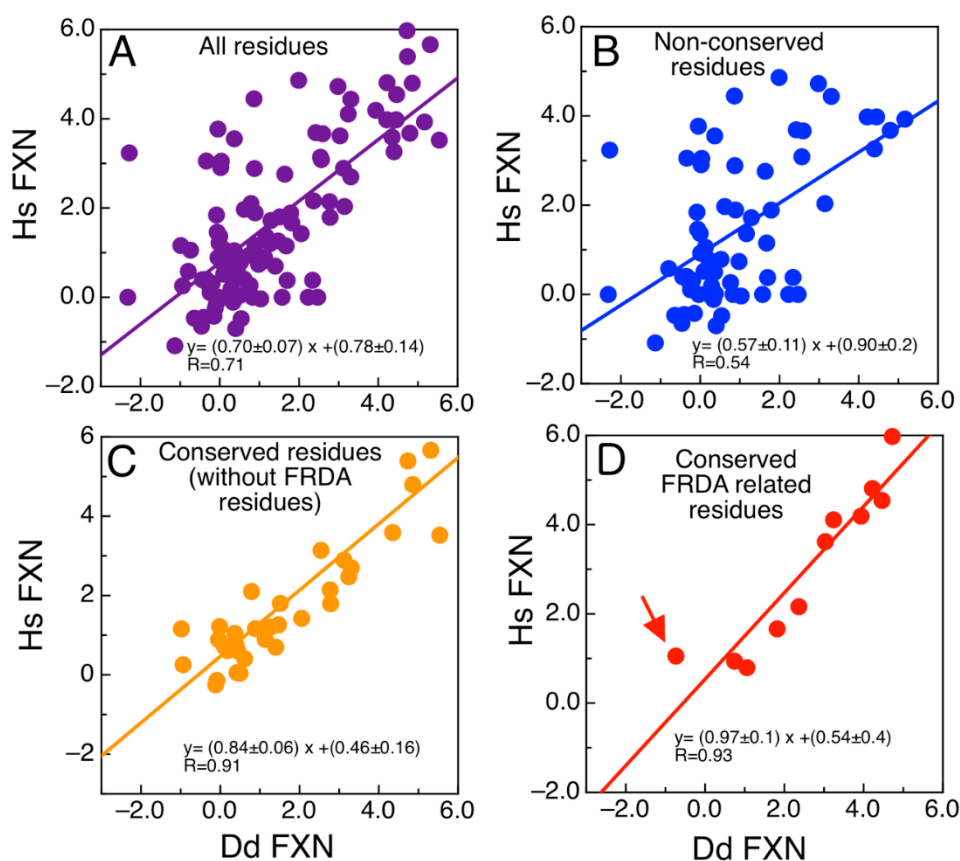 A
All residues
Hs FXN
6.0
4.0
2.0
0.0
−2.0
y= (0.70±0.07) x +(0.78±0.14)
R=0.71
−2.0 0.0 2.0 4.0 6.0
B
Non-conserved
residues
Hs FXN
6.0
4.0
2.0
0.0
−2.0
y= (0.57±0.11) x +(0.90±0.2)
R=0.54
−2.0 0.0 2.0 4.0 6.0
C
Conserved residues
(without FRDA
residues)
Hs FXN
6
4
2
0
−2
y= (0.84±0.06) x +(0.46±0.16)
R=0.91
−2.0 0.0 2.0 4.0 6.0
Dd FXN
D
Conserved
FRDA related
residues
Hs FXN
6.0
4.0
2.0
0.0
−2.0
y= (0.97±0.1) x +(0.54±0.4)
R=0.93
−2.0 0.0 2.0 4.0 6.0
Dd FXN